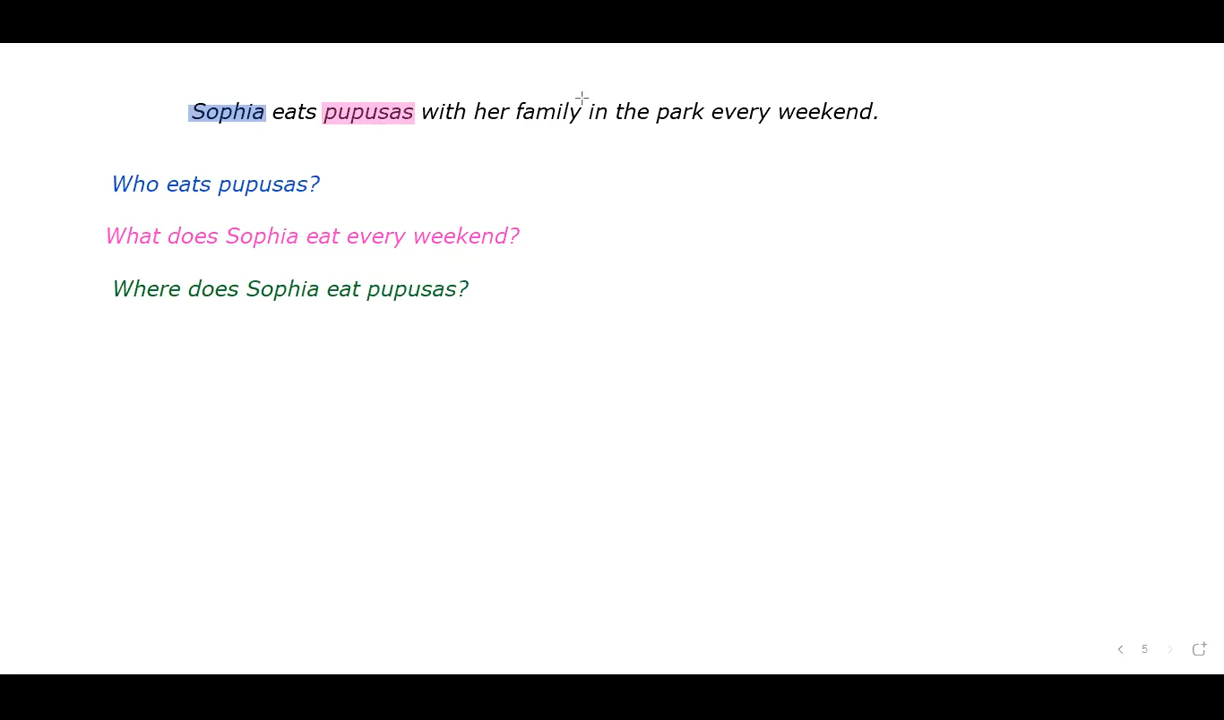 Sophia eats pupusas with her family in the park every weekend.
Who eats pupusas?
What does Sophia eat every weekend?
Where does Sophia eat pupusas?
5